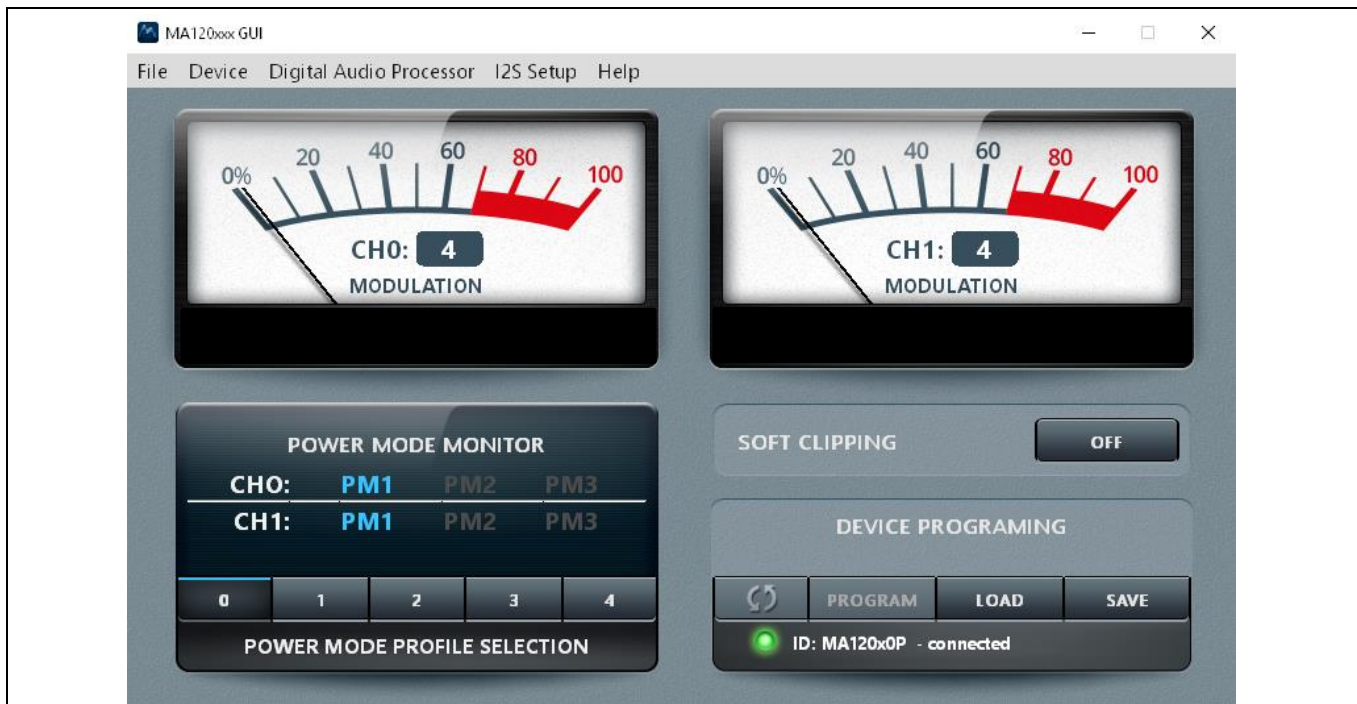 MA120xxx GUI
File Device Digital Audio Processor I2S Setup Help
0% 20 40 60 80 100
CH0: 4
MODULATION
0% 20 40 60 80 100
CH1: 4
MODULATION
POWER MODE MONITOR
CH0: PM1 PM2 PM3
CH1: PM1 PM2 PM3
0 1 2 3 4
POWER MODE PROFILE SELECTION
SOFT CLIPPING OFF
DEVICE PROGRAMING
PROGRAM LOAD SAVE
ID: MA120x0P - connected